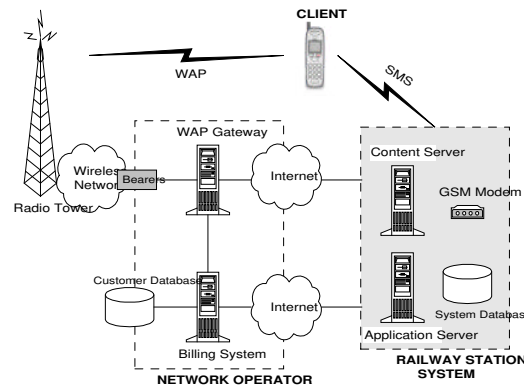 CLIENT
WAP
SMS
WAP Gateway
Content Server
Wireless
Network
Bearers
Internet
GSM Modem
Radio Tower
Customer Database
Internet
System Database
Application Server
Billing System
NETWORK OPERATOR
RAILWAY STATION
SYSTEM